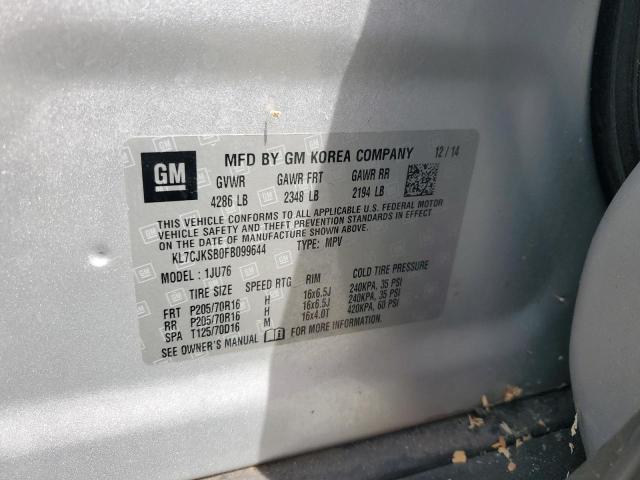 GM MFD BY GM KOREA COMPANY 12/14
GVWR GAWR FRT GAWR RR
4286 LB 2348 LB 2194 LB
THIS VEHICLE CONFORMS TO ALL APPLICABLE U.S. FEDERAL MOTOR
VEHICLE SAFETY AND THEFT PREVENTION STANDARDS IN EFFECT
ON THE DATE OF MANUFACTURE SHOWN ABOVE.
KL7CJKSB0FB099644 TYPE: MPV
MODEL: 1JU76
TIRE SIZE SPEED RTG RIM COLD TIRE PRESSURE
FRT P205/70R16 H 16x6.5J 240KPA, 35 PSI
RR P205/70R16 H 16x6.5J 240KPA, 35 PSI
SPA T125/70D16 M 16x4.0T 420KPA, 60 PSI
SEE OWNER'S MANUAL FOR MORE INFORMATION.